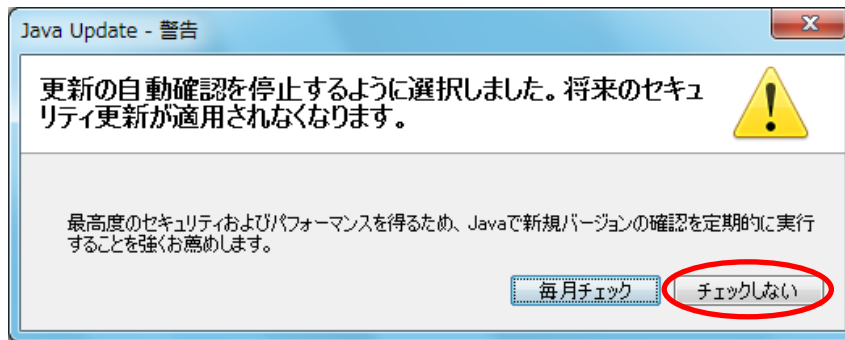 Java Update - 警告
更新の自動確認を停止するように選択しました。将来のセキュ
リティ更新が適用されなくなります。
最高度のセキュリティおよびパフォーマンスを得るため、Javaで新規バージョンの確認を定期的に実行
することを強くお薦めします。
毎月チェック チェックしない